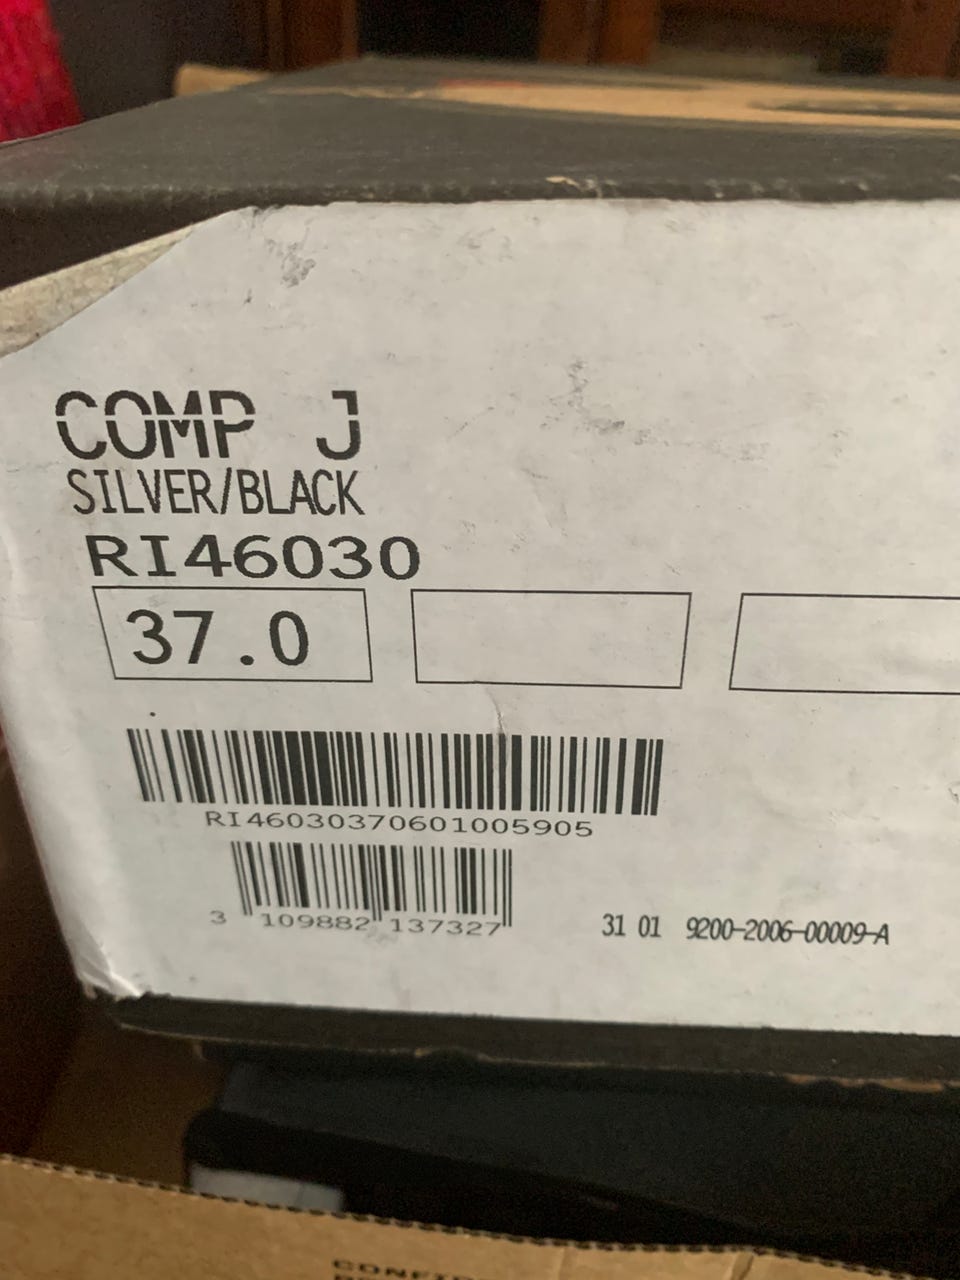 COMP J
SILVER/BLACK
RI46030
37.0
RI46030370601005905
3 109882 137327
31 01 9200-2006-00009-A